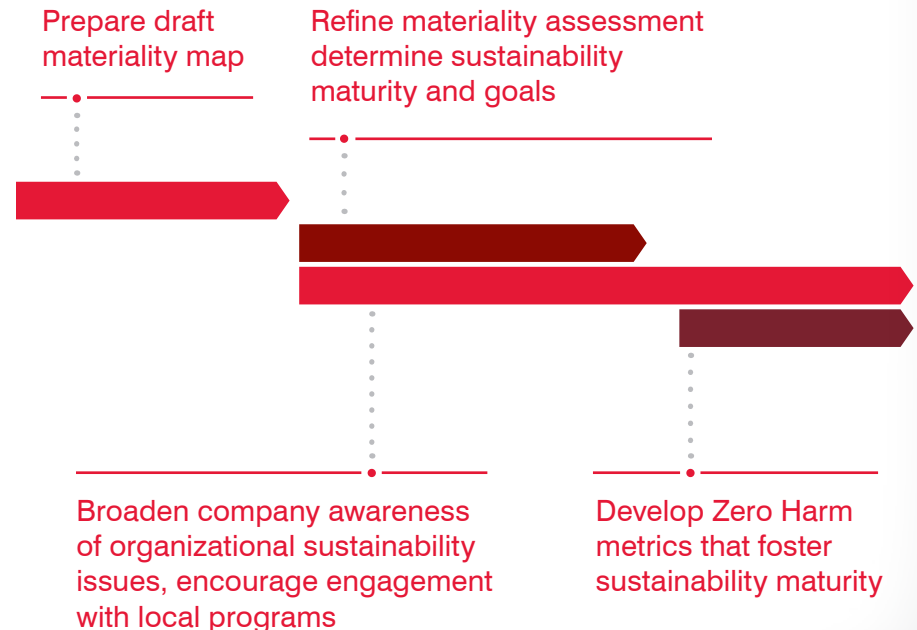 Prepare draft
materiality map
Refine materiality assessment
determine sustainability
maturity and goals
Broaden company awareness
of organizational sustainability
issues, encourage engagement
with local programs
Develop Zero Harm
metrics that foster
sustainability maturity